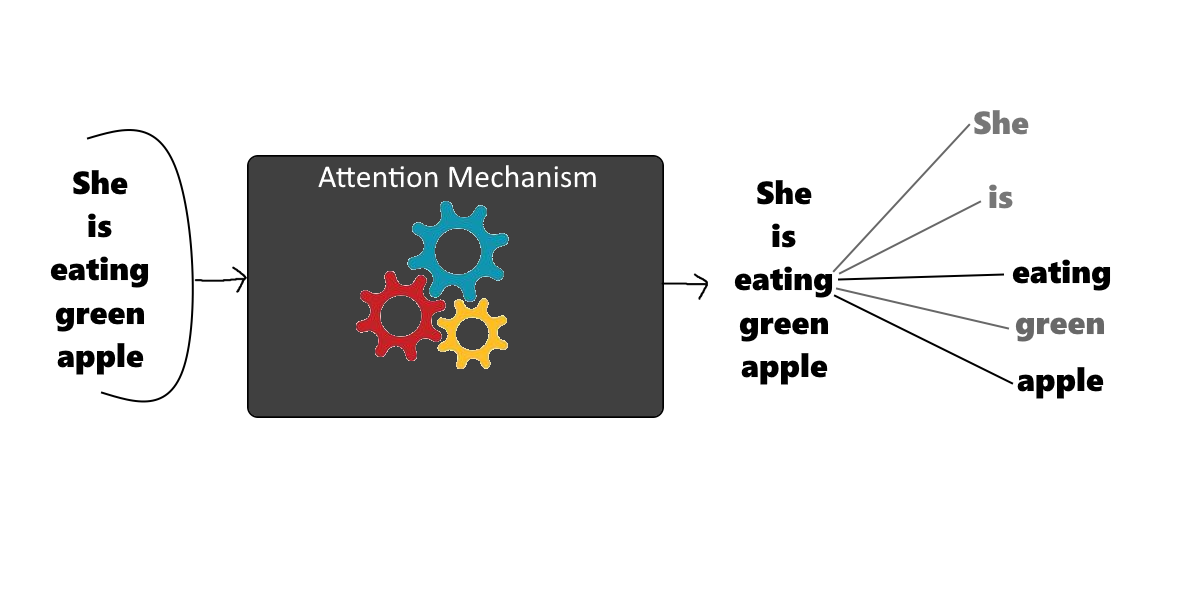 She
is
eating
green
apple
Attention Mechanism
She
is
eating
green
apple
She
is
eating
green
apple